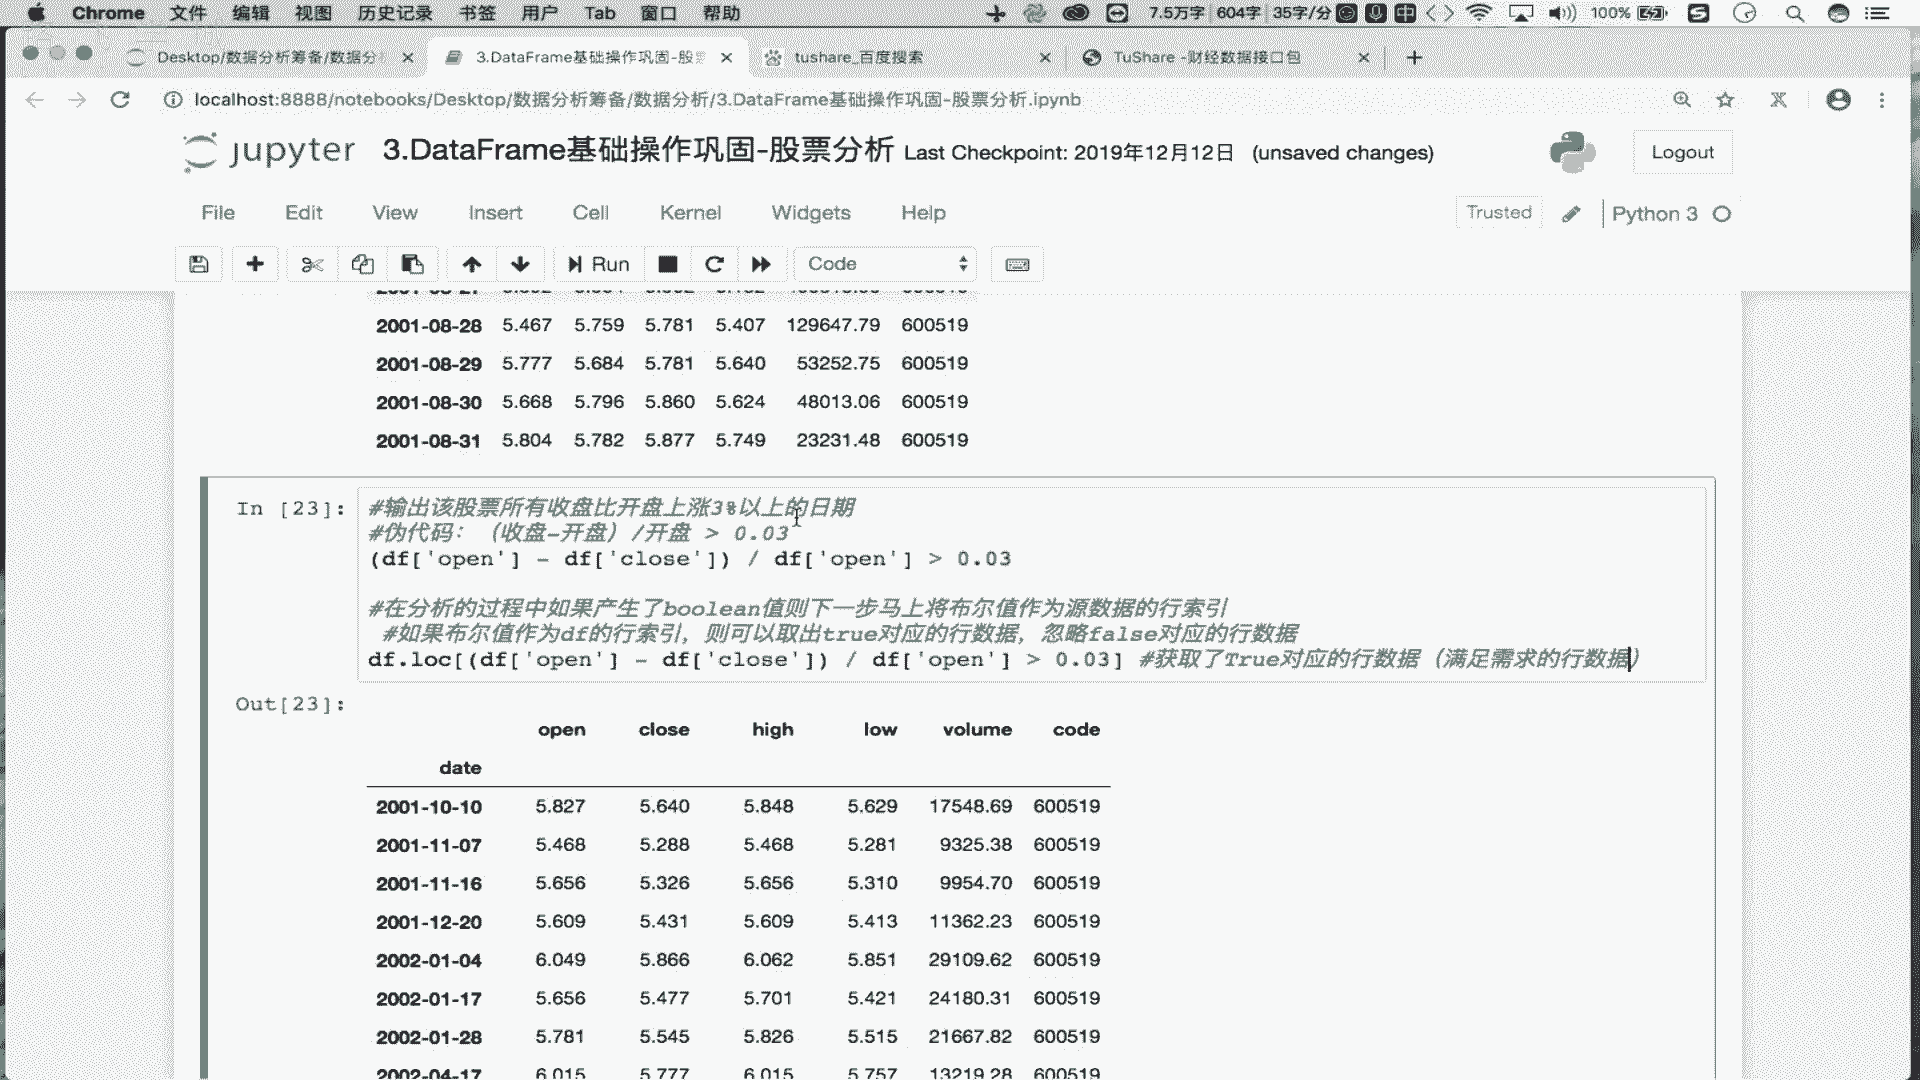 Chrome 文件 编辑 视图 历史记录 书签 用户 Tab 窗口 帮助 7.5万字 604字 35字/分 中 100%
Desktop/数据分析筹备/数据分 3.DataFrame基础操作巩固-股 tushare_百度搜索 TuShare -财经数据接口包
localhost:8888/notebooks/Desktop/数据分析筹备/数据分析/3.DataFrame基础操作巩固-股票分析.ipynb
jupyter 3.DataFrame基础操作巩固-股票分析 Last Checkpoint: 2019年12月12日 (unsaved changes) Logout
File Edit View Insert Cell Kernel Widgets Help Trusted Python 3
Run Code
2001-08-28 5.467 5.759 5.781 5.407 129647.79 600519
2001-08-29 5.777 5.684 5.781 5.640 53252.75 600519
2001-08-30 5.668 5.796 5.860 5.624 48013.06 600519
2001-08-31 5.804 5.782 5.877 5.749 23231.48 600519
In [23]: #输出该股票所有收盘比开盘上涨3%以上的日期
#伪代码：（收盘-开盘）/开盘 > 0.03
(df['open'] - df['close']) / df['open'] > 0.03
#在分析的过程中如果产生了boolean值则下一步马上将布尔值作为源数据的行索引
#如果布尔值作为df的行索引，则可以取出true对应的行数据，忽略false对应的行数据
df.loc[(df['open'] - df['close']) / df['open'] > 0.03] #获取了True对应的行数据（满足需求的行数据）
Out[23]:
open close high low volume code
date
2001-10-10 5.827 5.640 5.848 5.629 17548.69 600519
2001-11-07 5.468 5.288 5.468 5.281 9325.38 600519
2001-11-16 5.656 5.326 5.656 5.310 9954.70 600519
2001-12-20 5.609 5.431 5.609 5.413 11362.23 600519
2002-01-04 6.049 5.866 6.062 5.851 29109.62 600519
2002-01-17 5.656 5.477 5.701 5.421 24180.31 600519
2002-01-28 5.781 5.545 5.826 5.515 21667.82 600519
2002-04-17 6.015 5.777 6.015 5.757 13219.28 600519